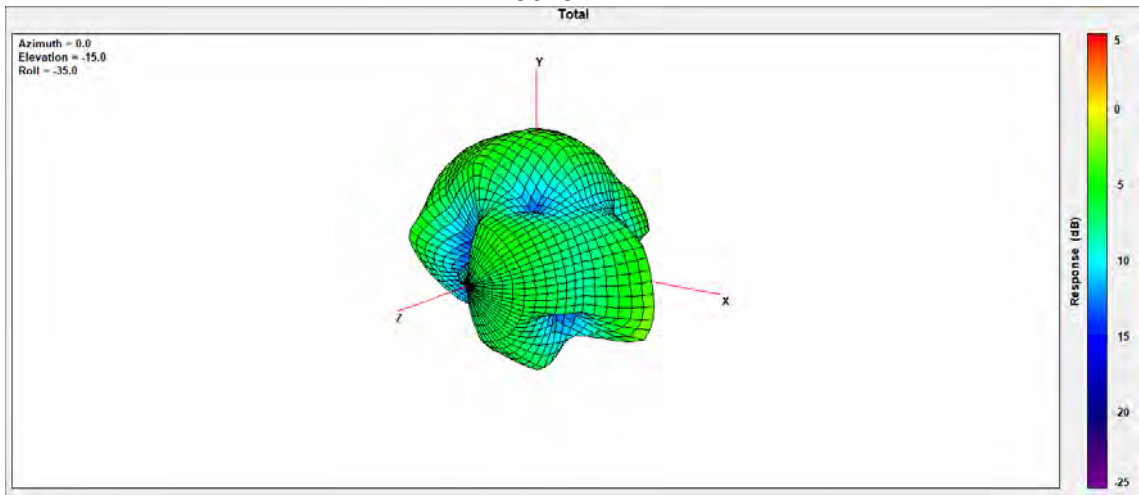 Total
Azimuth = 0.0
Elevation = -15.0
Roll = -35.0
Y
X
Z
5
0
5
10
15
-20
-25
Response (dB)